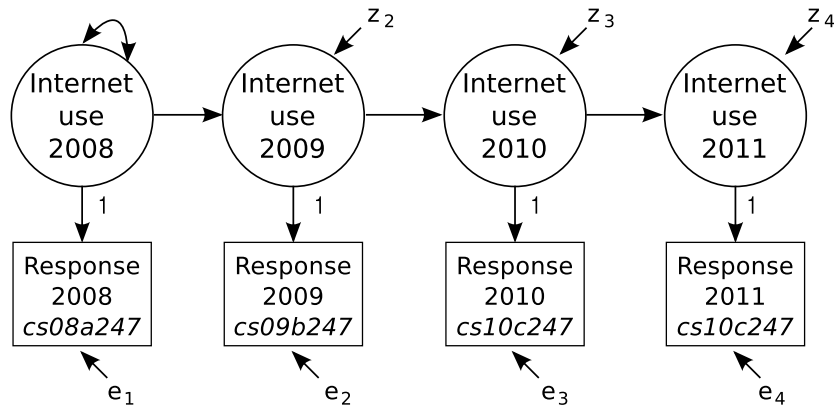 z2
z3
z4
Internet
use
2008
Internet
use
2009
Internet
use
2010
Internet
use
2011
1
1
1
1
Response
2008
cs08a247
Response
2009
cs09b247
Response
2010
cs10c247
Response
2011
cs10c247
e1
e2
e3
e4